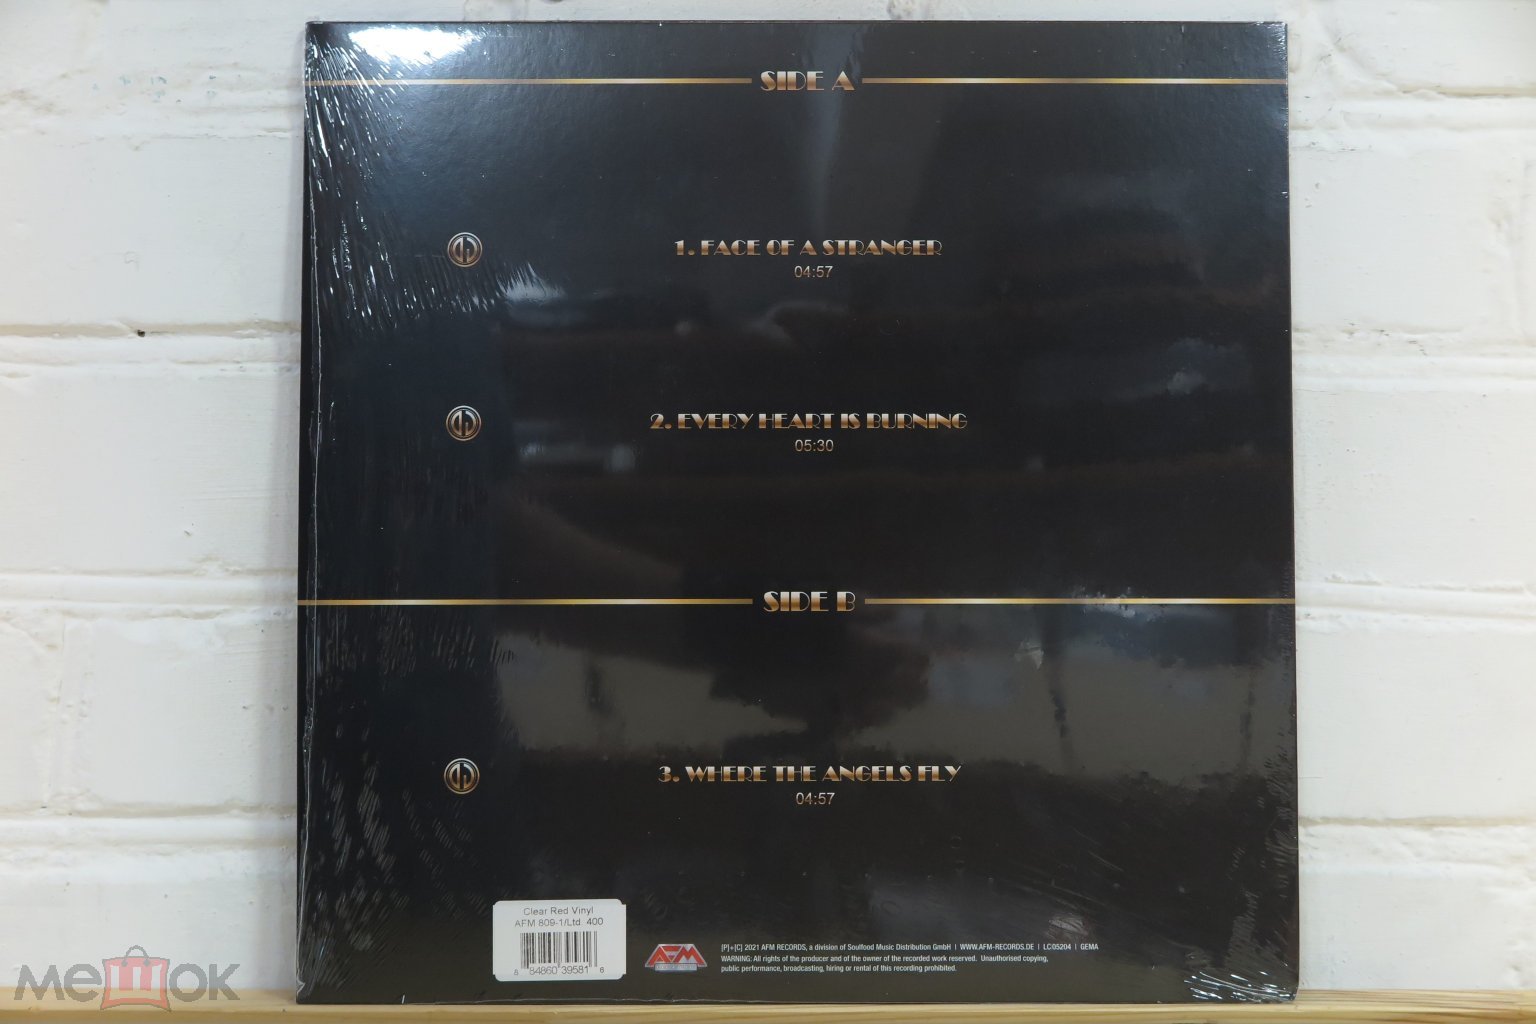 SIDE A
1. FACE OF A STRANGER
04:57
2. EVERY HEART IS BURNING
05:30
SIDE B
3. WHERE THE ANGELS FLY
04:57
Clear Red Vinyl
AFM 809-1/Ltd. 400
8 84860 39581 6
AFM
[P]+[C] 2021 AFM RECORDS, a division of Soulfood Music Distribution GmbH | WWW.AFM-RECORDS.DE | LC05204 | GEMA
WARNING: All rights of the producer and of the owner of the recorded work reserved. Unauthorised copying,
public performance, broadcasting, hiring or rental of this recording prohibited.
мешок